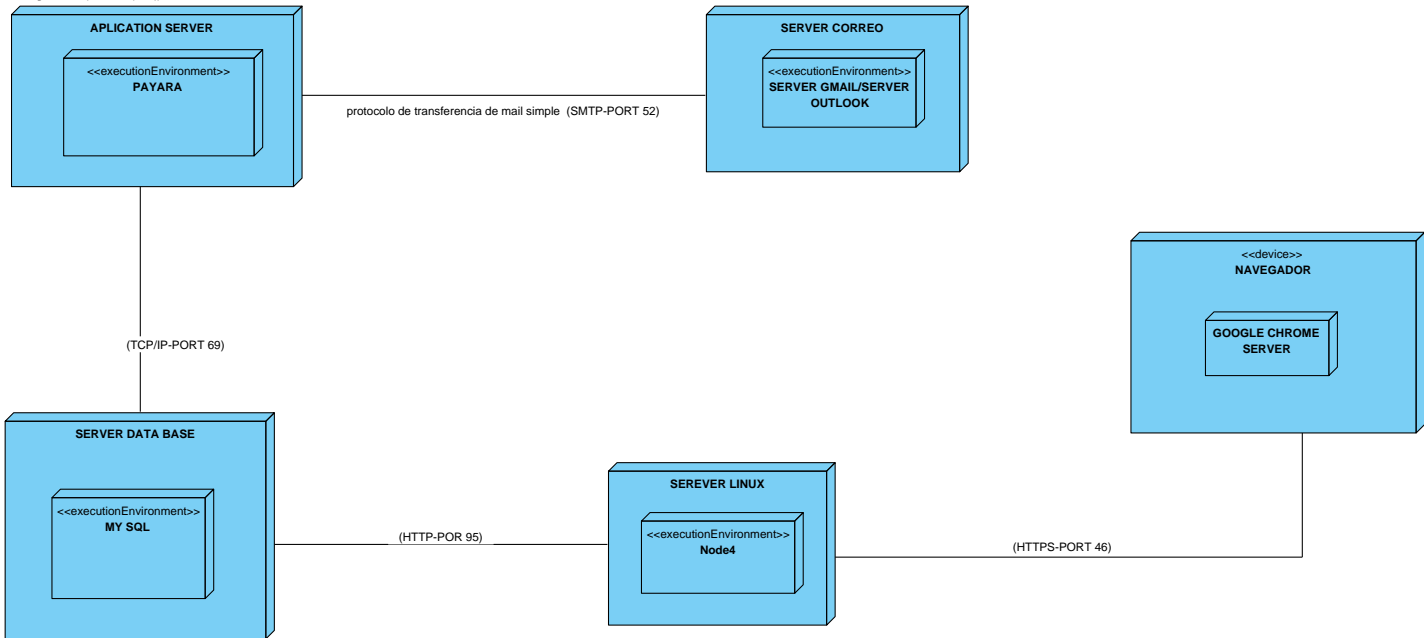 APLICATION SERVER
<<executionEnvironment>>
PAYARA
SERVER CORREO
<<executionEnvironment>>
SERVER GMAIL/SERVER
OUTLOOK
protocolo de transferencia de mail simple (SMTP-PORT 52)
<<device>>
NAVEGADOR
GOOGLE CHROME
SERVER
(TCP/IP-PORT 69)
SERVER DATA BASE
<<executionEnvironment>>
MY SQL
(HTTP-POR 95)
SEREVER LINUX
<<executionEnvironment>>
Node4
(HTTPS-PORT 46)